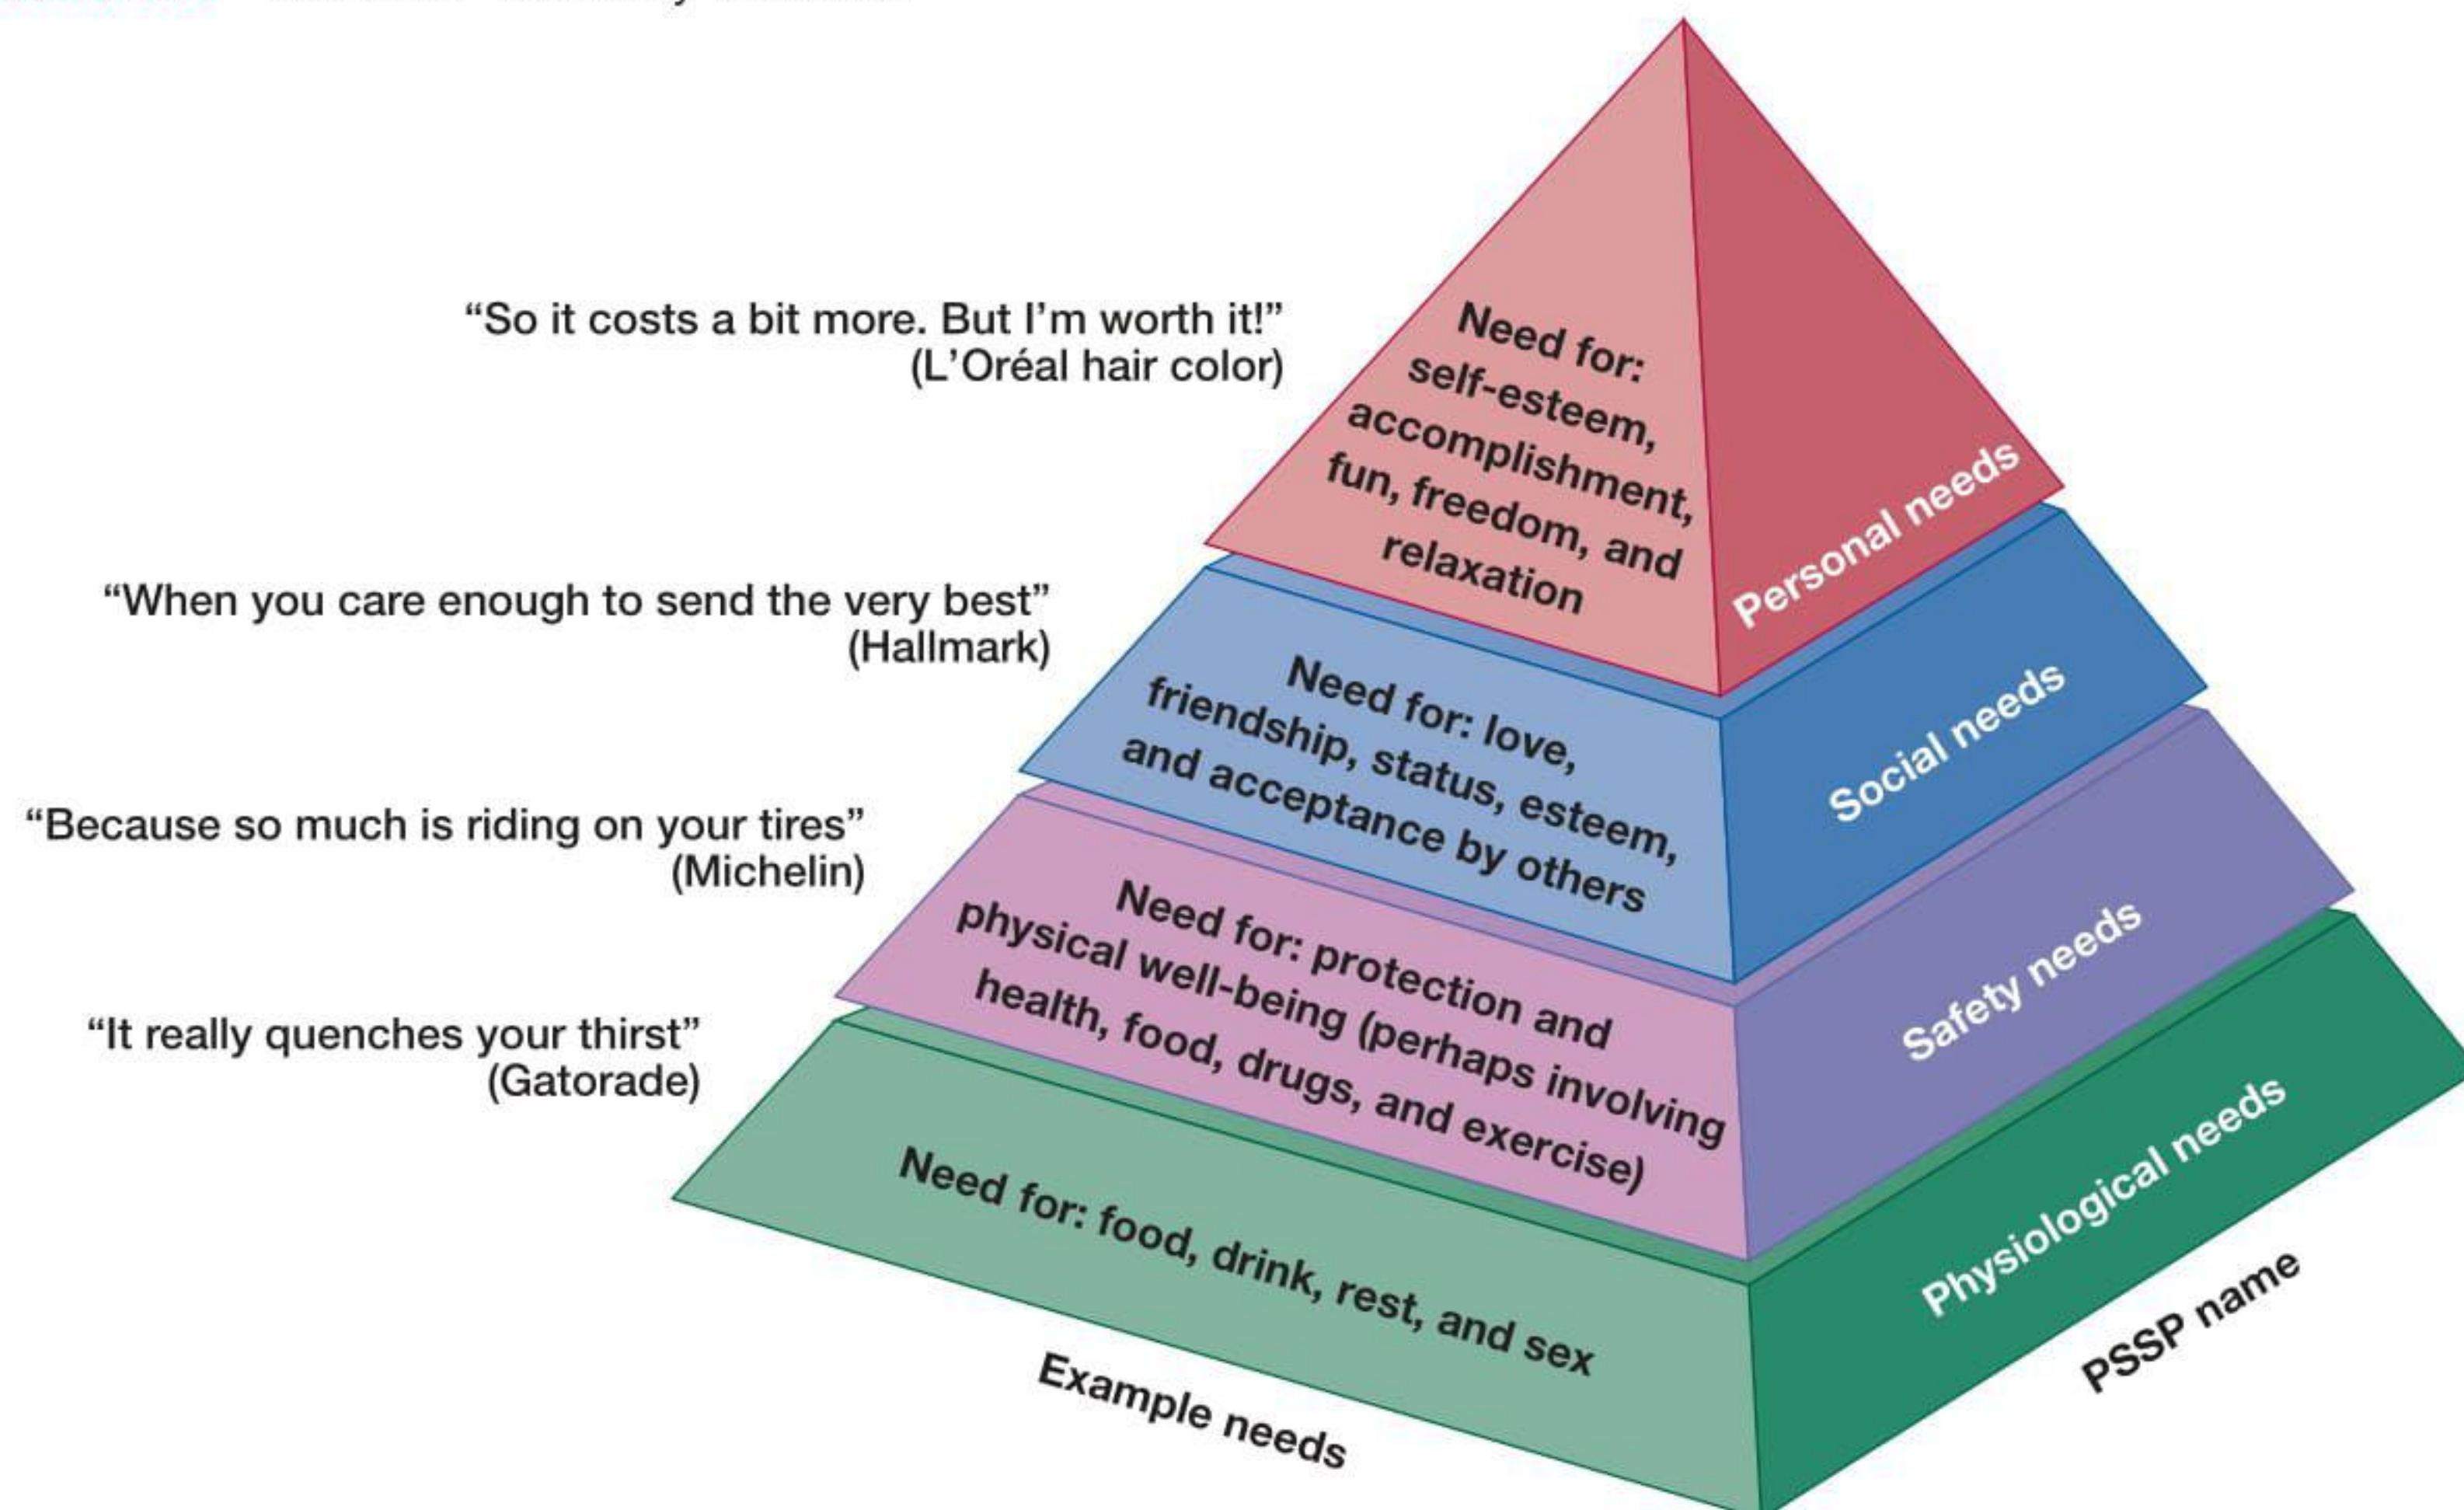 “So it costs a bit more. But I’m worth it!”
(L’Oréal hair color)
“When you care enough to send the very best”
(Hallmark)
“Because so much is riding on your tires”
(Michelin)
“It really quenches your thirst”
(Gatorade)
Need for:
self-esteem,
accomplishment,
fun, freedom, and
relaxation
Personal needs
Need for: love,
friendship, status, esteem,
and acceptance by others
Social needs
Need for: protection and
physical well-being (perhaps involving
health, food, drugs, and exercise)
Safety needs
Need for: food, drink, rest, and sex
Physiological needs
Example needs
PSSP name